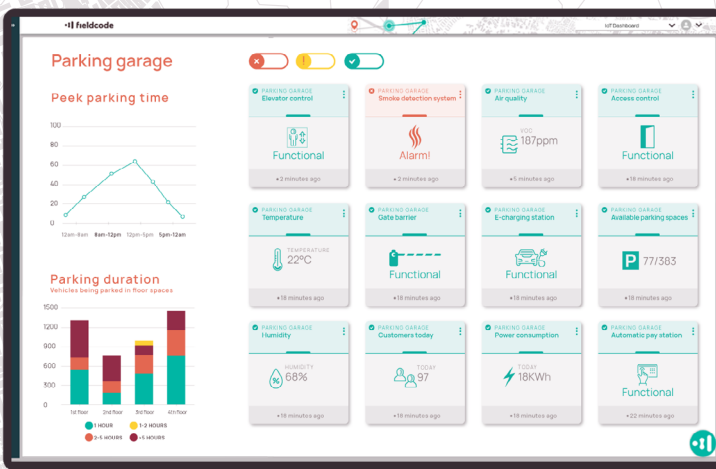 fieldcode
IoT Dashboard
Parking garage
Peek parking time
100
80
60
40
20
0
12am-8am 8am-12pm 12pm-5pm 5pm-12am
Parking duration
Vehicles being parked in floor spaces
1500
1200
900
600
300
0
1st floor 2nd floor 3rd floor 4th floor
1 HOUR 1-2 HOURS
2-5 HOURS +5 HOURS
PARKING GARAGE
Elevator control
Functional
3 minutes ago
PARKING GARAGE
Smoke detection system
Alarm!
2 minutes ago
PARKING GARAGE
Air quality
VOC
187ppm
5 minutes ago
PARKING GARAGE
Access control
Functional
18 minutes ago
PARKING GARAGE
Temperature
TEMPERATURE
22°C
18 minutes ago
PARKING GARAGE
Gate barrier
Functional
18 minutes ago
PARKING GARAGE
E-charging station
Functional
18 minutes ago
PARKING GARAGE
Available parking spaces
P 77/383
18 minutes ago
PARKING GARAGE
Humidity
HUMIDITY
% 68%
18 minutes ago
PARKING GARAGE
Customers today
TODAY
97
18 minutes ago
PARKING GARAGE
Power consumption
TODAY
18KWh
18 minutes ago
PARKING GARAGE
Automatic pay station
Functional
22 minutes ago